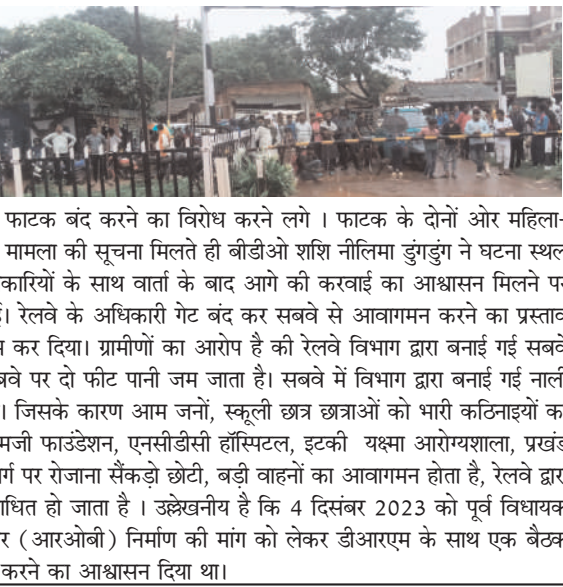 फाटक बंद करने का विरोध करने लगे । फाटक के दोनों ओर महिला-
मामला की सूचना मिलते ही बीडीओ शशि नीलिमा डुंगडुंग ने घटना स्थल
कारियों के साथ वार्ता के बाद आगे की करवाई का आश्वासन मिलने पर
ई। रेलवे के अधिकारी गेट बंद कर सबवे से आवागमन करने का प्रस्ताव
कर दिया। ग्रामीणों का आरोप है की रेलवे विभाग द्वारा बनाई गई सबवे
बवे पर दो फीट पानी जम जाता है। सबवे में विभाग द्वारा बनाई गई नाली
। जिसके कारण आम जनों, स्कूली छात्र छात्राओं को भारी कठिनाइयों का
मजी फाउंडेशन, एनसीडीसी हॉस्पिटल, इटकी यक्ष्मा आरोग्यशाला, प्रखंड
र्ग पर रोजाना सैंकड़ो छोटी, बड़ी वाहनों का आवागमन होता है, रेलवे द्वारा
ाधित हो जाता है । उल्लेखनीय है कि 4 दिसंबर 2023 को पूर्व विधायक
र (आरओबी) निर्माण की मांग को लेकर डीआरएम के साथ एक बैठक
करने का आश्वासन दिया था।